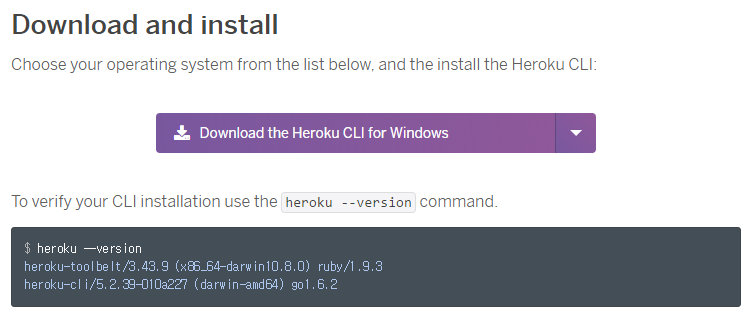 Download and install
Choose your operating system from the list below, and the install the Heroku CLI:
Download the Heroku CLI for Windows
To verify your CLI installation use the heroku --version command.
$ heroku —version
heroku-toolbelt/3.43.9 (x86_64-darwin10.8.0) ruby/1.9.3
heroku-cli/5.2.39-010a227 (darwin-amd64) go1.6.2